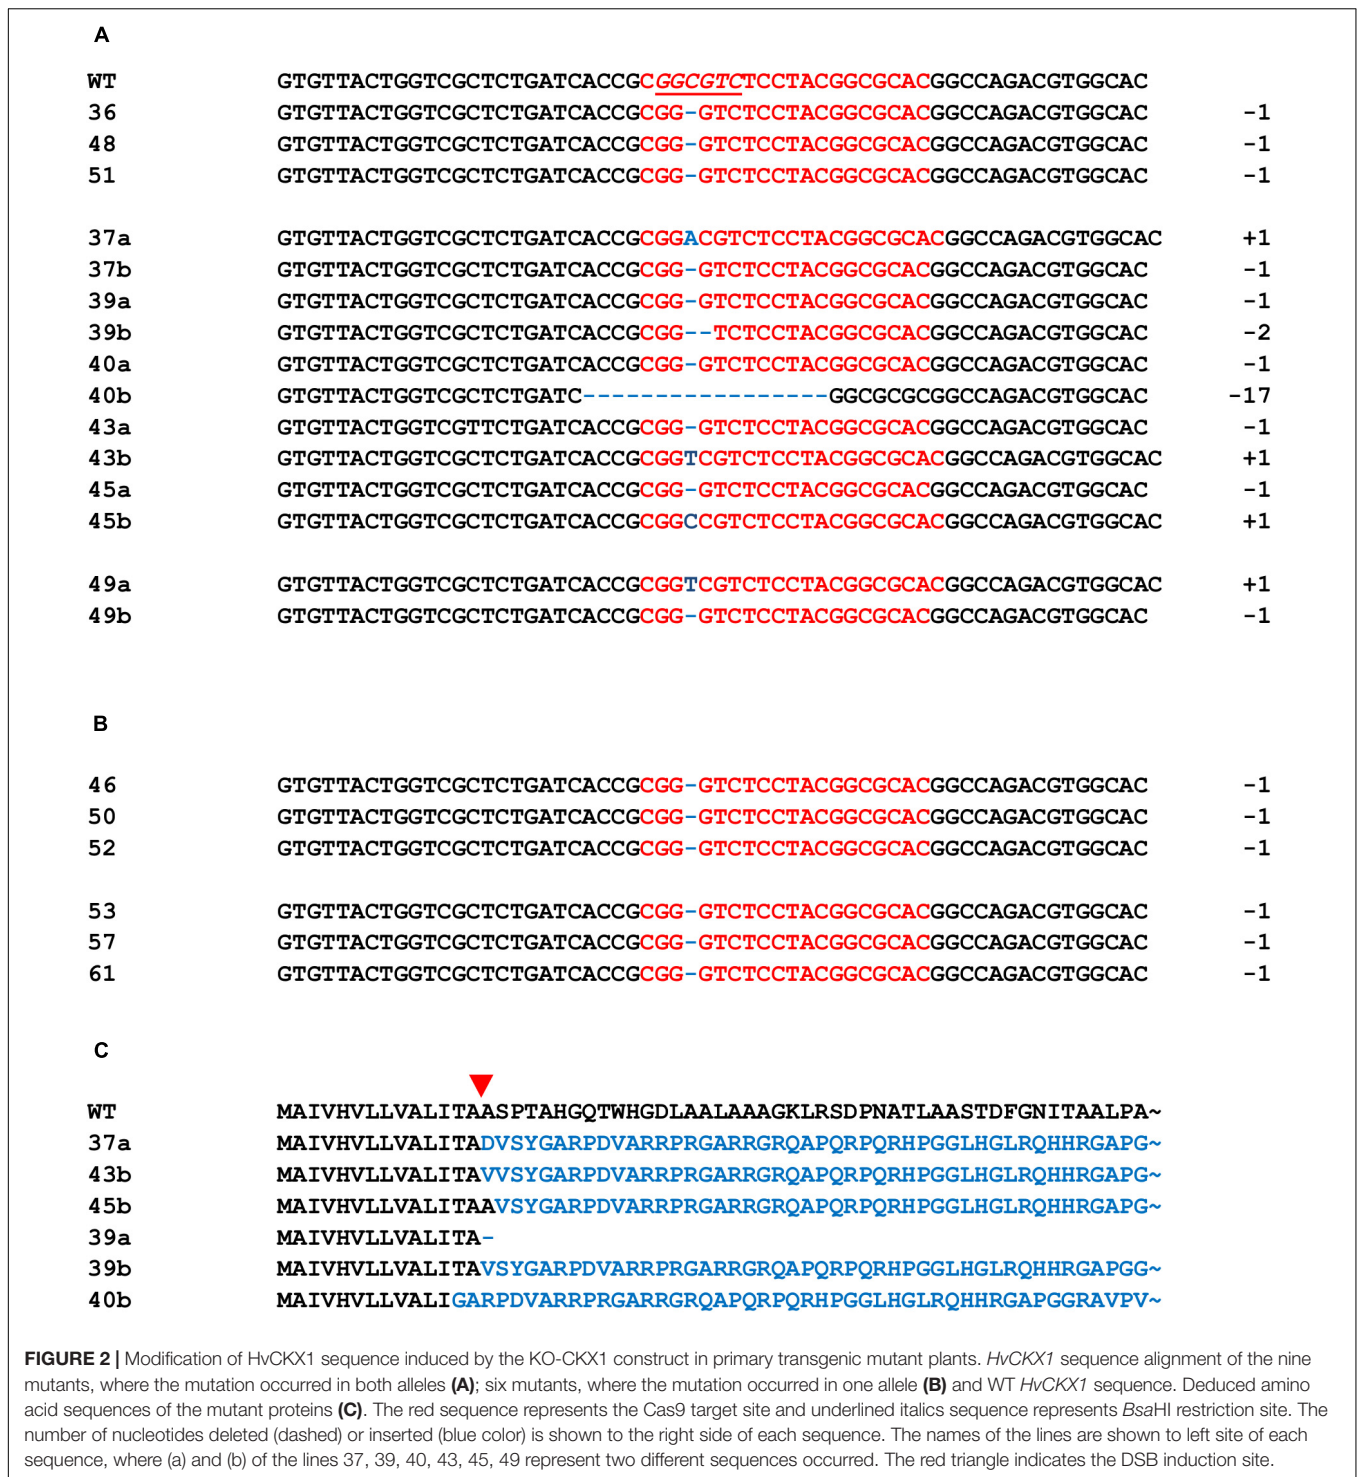 A
WT GTGTTACTGGTCGCTCTGATCACCGCGGCGTCTCCTACGGCGCACGGCCAGACGTGGCAC
36 GTGTTACTGGTCGCTCTGATCACCGCGG-GTCTCCTACGGCGCACGGCCAGACGTGGCAC -1
48 GTGTTACTGGTCGCTCTGATCACCGCGG-GTCTCCTACGGCGCACGGCCAGACGTGGCAC -1
51 GTGTTACTGGTCGCTCTGATCACCGCGG-GTCTCCTACGGCGCACGGCCAGACGTGGCAC -1
37a GTGTTACTGGTCGCTCTGATCACCGCGGACGTCTCCTACGGCGCACGGCCAGACGTGGCAC +1
37b GTGTTACTGGTCGCTCTGATCACCGCGG-GTCTCCTACGGCGCACGGCCAGACGTGGCAC -1
39a GTGTTACTGGTCGCTCTGATCACCGCGG-GTCTCCTACGGCGCACGGCCAGACGTGGCAC -1
39b GTGTTACTGGTCGCTCTGATCACCGCGG--TCTCCTACGGCGCACGGCCAGACGTGGCAC -2
40a GTGTTACTGGTCGCTCTGATCACCGCGG-GTCTCCTACGGCGCACGGCCAGACGTGGCAC -1
40b GTGTTACTGGTCGCTCTGATC-----------------GGCGCGCGGCCAGACGTGGCAC -17
43a GTGTTACTGGTCGTTCTGATCACCGCGG-GTCTCCTACGGCGCACGGCCAGACGTGGCAC -1
43b GTGTTACTGGTCGCTCTGATCACCGCGGTCGTCTCCTACGGCGCACGGCCAGACGTGGCAC +1
45a GTGTTACTGGTCGCTCTGATCACCGCGG-GTCTCCTACGGCGCACGGCCAGACGTGGCAC -1
45b GTGTTACTGGTCGCTCTGATCACCGCGGCCGTCTCCTACGGCGCACGGCCAGACGTGGCAC +1
49a GTGTTACTGGTCGCTCTGATCACCGCGGTCGTCTCCTACGGCGCACGGCCAGACGTGGCAC +1
49b GTGTTACTGGTCGCTCTGATCACCGCGG-GTCTCCTACGGCGCACGGCCAGACGTGGCAC -1
B
46 GTGTTACTGGTCGCTCTGATCACCGCGG-GTCTCCTACGGCGCACGGCCAGACGTGGCAC -1
50 GTGTTACTGGTCGCTCTGATCACCGCGG-GTCTCCTACGGCGCACGGCCAGACGTGGCAC -1
52 GTGTTACTGGTCGCTCTGATCACCGCGG-GTCTCCTACGGCGCACGGCCAGACGTGGCAC -1
53 GTGTTACTGGTCGCTCTGATCACCGCGG-GTCTCCTACGGCGCACGGCCAGACGTGGCAC -1
57 GTGTTACTGGTCGCTCTGATCACCGCGG-GTCTCCTACGGCGCACGGCCAGACGTGGCAC -1
61 GTGTTACTGGTCGCTCTGATCACCGCGG-GTCTCCTACGGCGCACGGCCAGACGTGGCAC -1
C
WT MAIVHVLLVALITAASPTAHGQTWHGDLAALAAAGKLRSDPNATLAASTDFGNITAALPA~
37a MAIVHVLLVALITADVSYGARPDVARRPRGARRGRQAPQRPQRHPGGLHGLRQHHRGAPG~
43b MAIVHVLLVALITAVVSYGARPDVARRPRGARRGRQAPQRPQRHPGGLHGLRQHHRGAPG~
45b MAIVHVLLVALITAAVSYGARPDVARRPRGARRGRQAPQRPQRHPGGLHGLRQHHRGAPG~
39a MAIVHVLLVALITA-
39b MAIVHVLLVALITAVSYGARPDVARRPRGARRGRQAPQRPQRHPGGLHGLRQHHRGAPGG~
40b MAIVHVLLVALIGARPDVARRPRGARRGRQAPQRPQRHPGGLHGLRQHHRGAPGGRAVPV~
FIGURE 2 | Modification of HvCKX1 sequence induced by the KO-CKX1 construct in primary transgenic mutant plants. HvCKX1 sequence alignment of the nine
mutants, where the mutation occurred in both alleles (A); six mutants, where the mutation occurred in one allele (B) and WT HvCKX1 sequence. Deduced amino
acid sequences of the mutant proteins (C). The red sequence represents the Cas9 target site and underlined italics sequence represents BsaHI restriction site. The
number of nucleotides deleted (dashed) or inserted (blue color) is shown to the right side of each sequence. The names of the lines are shown to left site of each
sequence, where (a) and (b) of the lines 37, 39, 40, 43, 45, 49 represent two different sequences occurred. The red triangle indicates the DSB induction site.